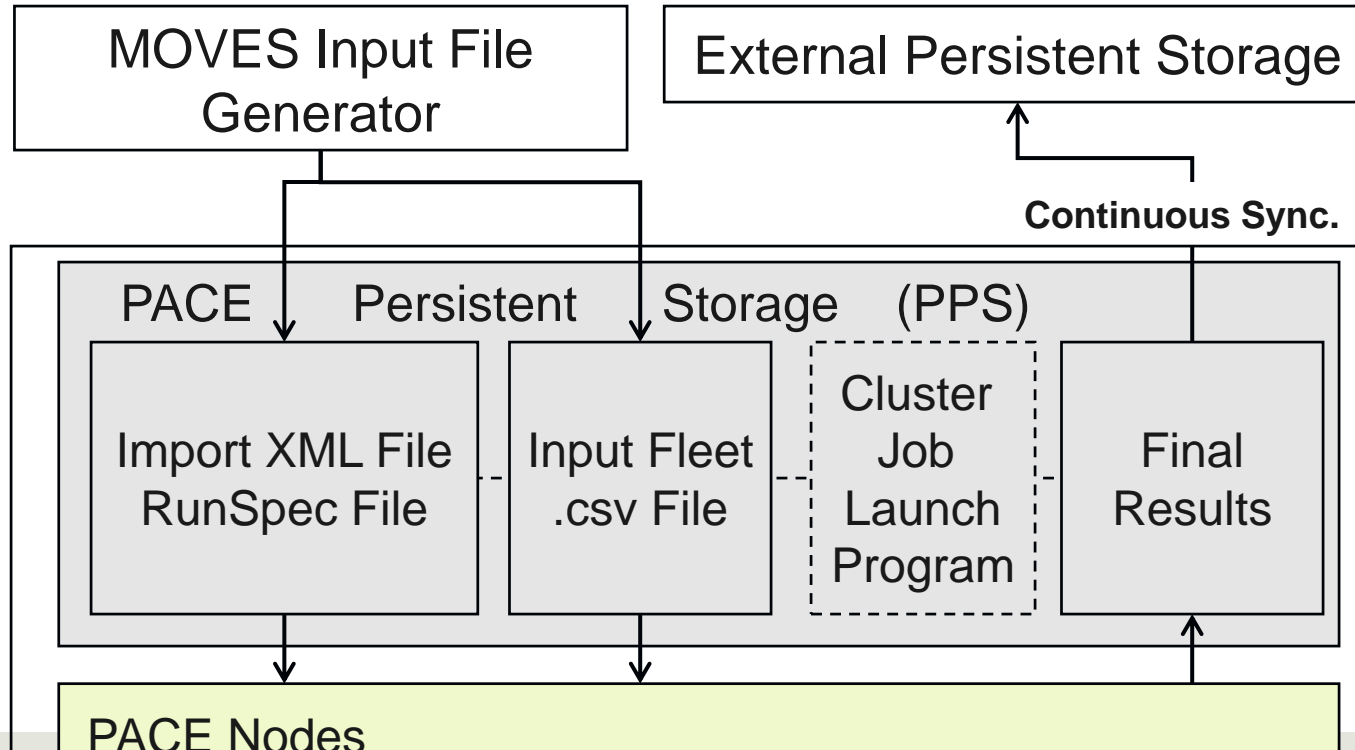 MOVES Input File
Generator
External Persistent Storage
Continuous Sync.
PACE Persistent Storage (PPS)
Import XML File
RunSpec File
Input Fleet
.csv File
Cluster
Job
Launch
Program
Final
Results
PACE Nodes